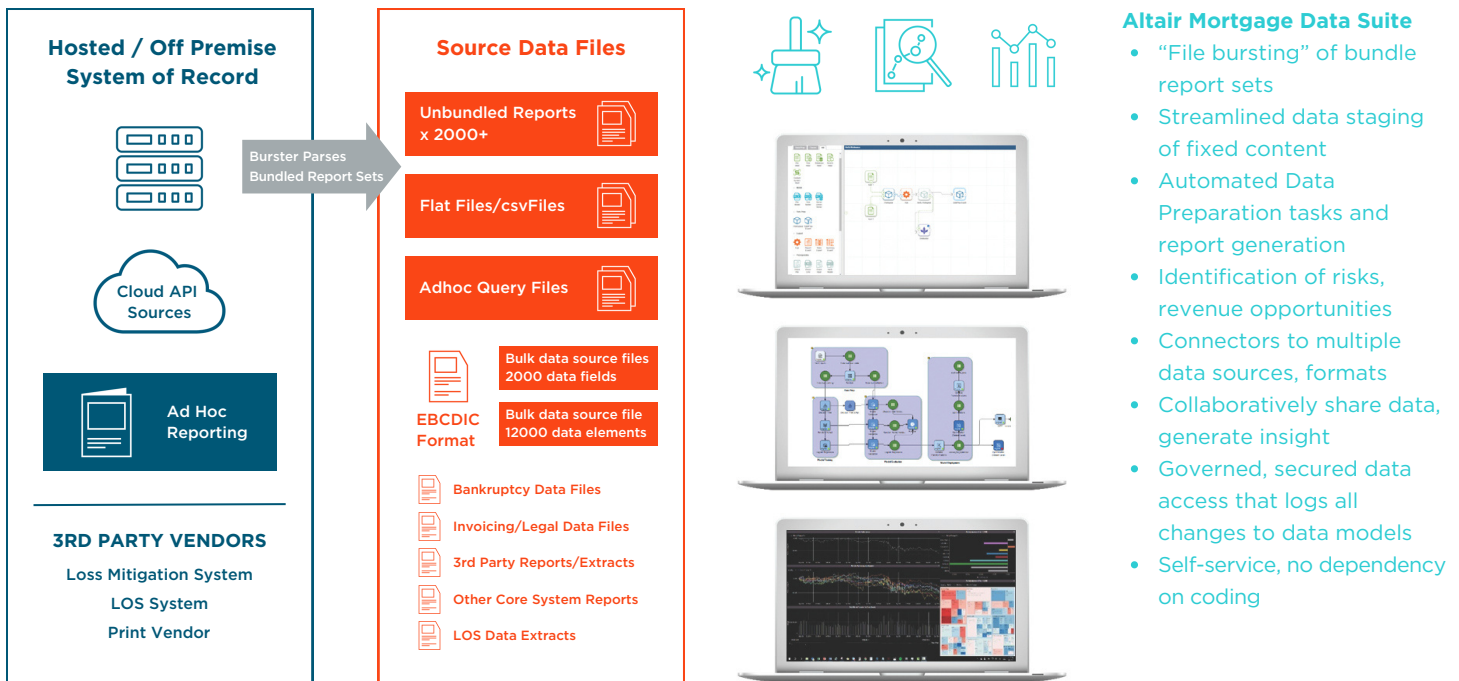 Hosted / Off Premise
System of Record
Cloud API
Sources
Ad Hoc
Reporting
3RD PARTY VENDORS
Loss Mitigation System
LOS System
Print Vendor
Burster Parses
Bundled Report Sets
Source Data Files
Unbundled Reports
x 2000+
Flat Files/csvFiles
Adhoc Query Files
EBCDIC
Format
Bulk data source files
2000 data fields
Bulk data source file
12000 data elements
Bankruptcy Data Files
Invoicing/Legal Data Files
3rd Party Reports/Extracts
Other Core System Reports
LOS Data Extracts
Altair Mortgage Data Suite
• “File bursting” of bundle
report sets
• Streamlined data staging
of fixed content
• Automated Data
Preparation tasks and
report generation
• Identification of risks,
revenue opportunities
• Connectors to multiple
data sources, formats
• Collaboratively share data,
generate insight
• Governed, secured data
access that logs all
changes to data models
• Self-service, no dependency
on coding